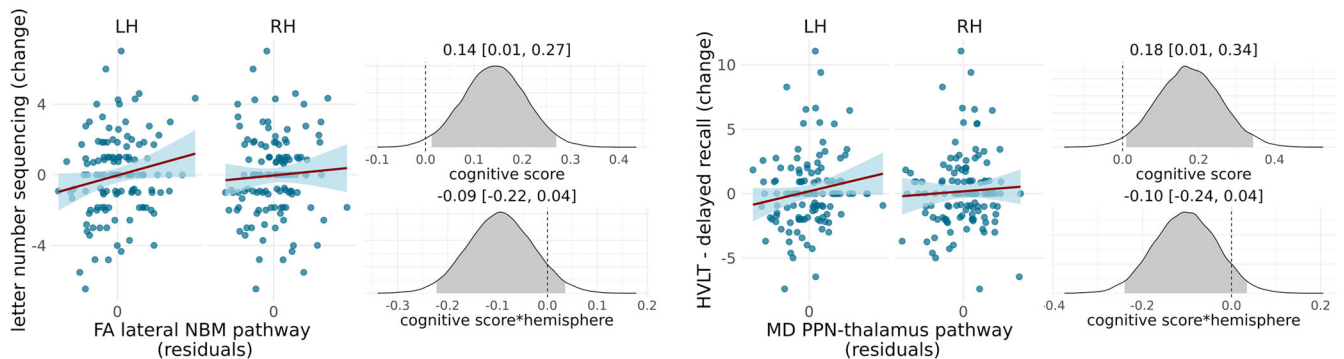 LH
RH
letter number sequencing (change)
4
0
-4
0
0
FA lateral NBM pathway
(residuals)
0.14 [0.01, 0.27]
-0.1
0.0
0.1
0.2
0.4
cognitive score
-0.09 [-0.22, 0.04]
-0.3
-0.2
-0.1
0.0
0.2
cognitive score*hemisphere
LH
RH
HVLT - delayed recall (change)
10
5
0
-5
0
0
MD PPN-thalamus pathway
(residuals)
0.18 [0.01, 0.34]
0.0
0.2
0.4
cognitive score
-0.10 [-0.24, 0.04]
-0.4
-0.2
-0.1
0.0
0.2
cognitive score*hemisphere